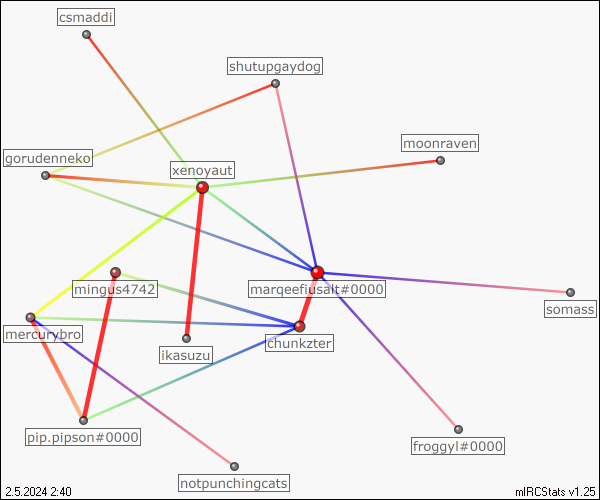 csmaddi
shutupgaydog
moonraven
gorudenneko
xenoyaut
mingus4742
marqeefiusalt#0000
somass
mercurybro
chunkzter
ikasuzu
pip.pipson#0000
froggyl#0000
notpunchingcats
2.5.2024 2:40
mIRCStats v1.25